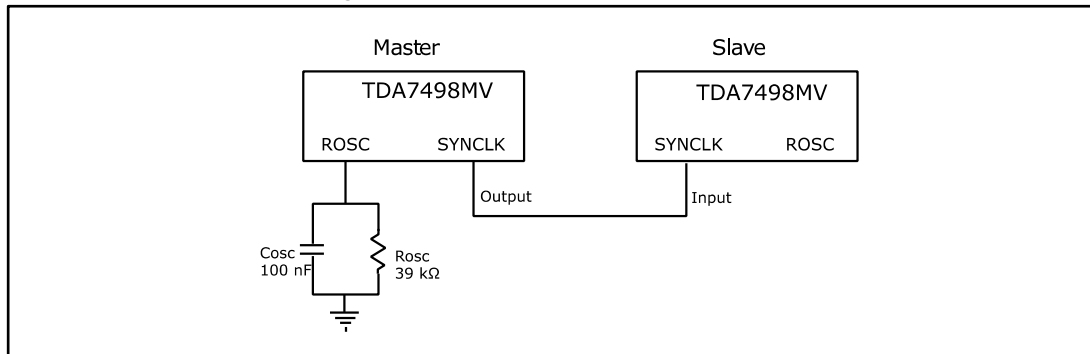 Master
Slave
TDA7498MV
TDA7498MV
ROSC
SYNCLK
SYNCLK
ROSC
Output
Input
Cosc
100 nF
Rosc
39 kΩ